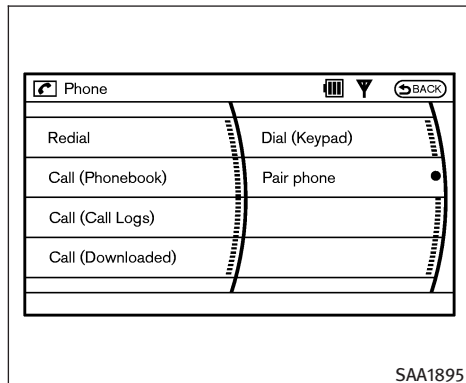 Phone
BACK
Redial
Dial (Keypad)
Call (Phonebook)
Pair phone
Call (Call Logs)
Call (Downloaded)
SAA1895